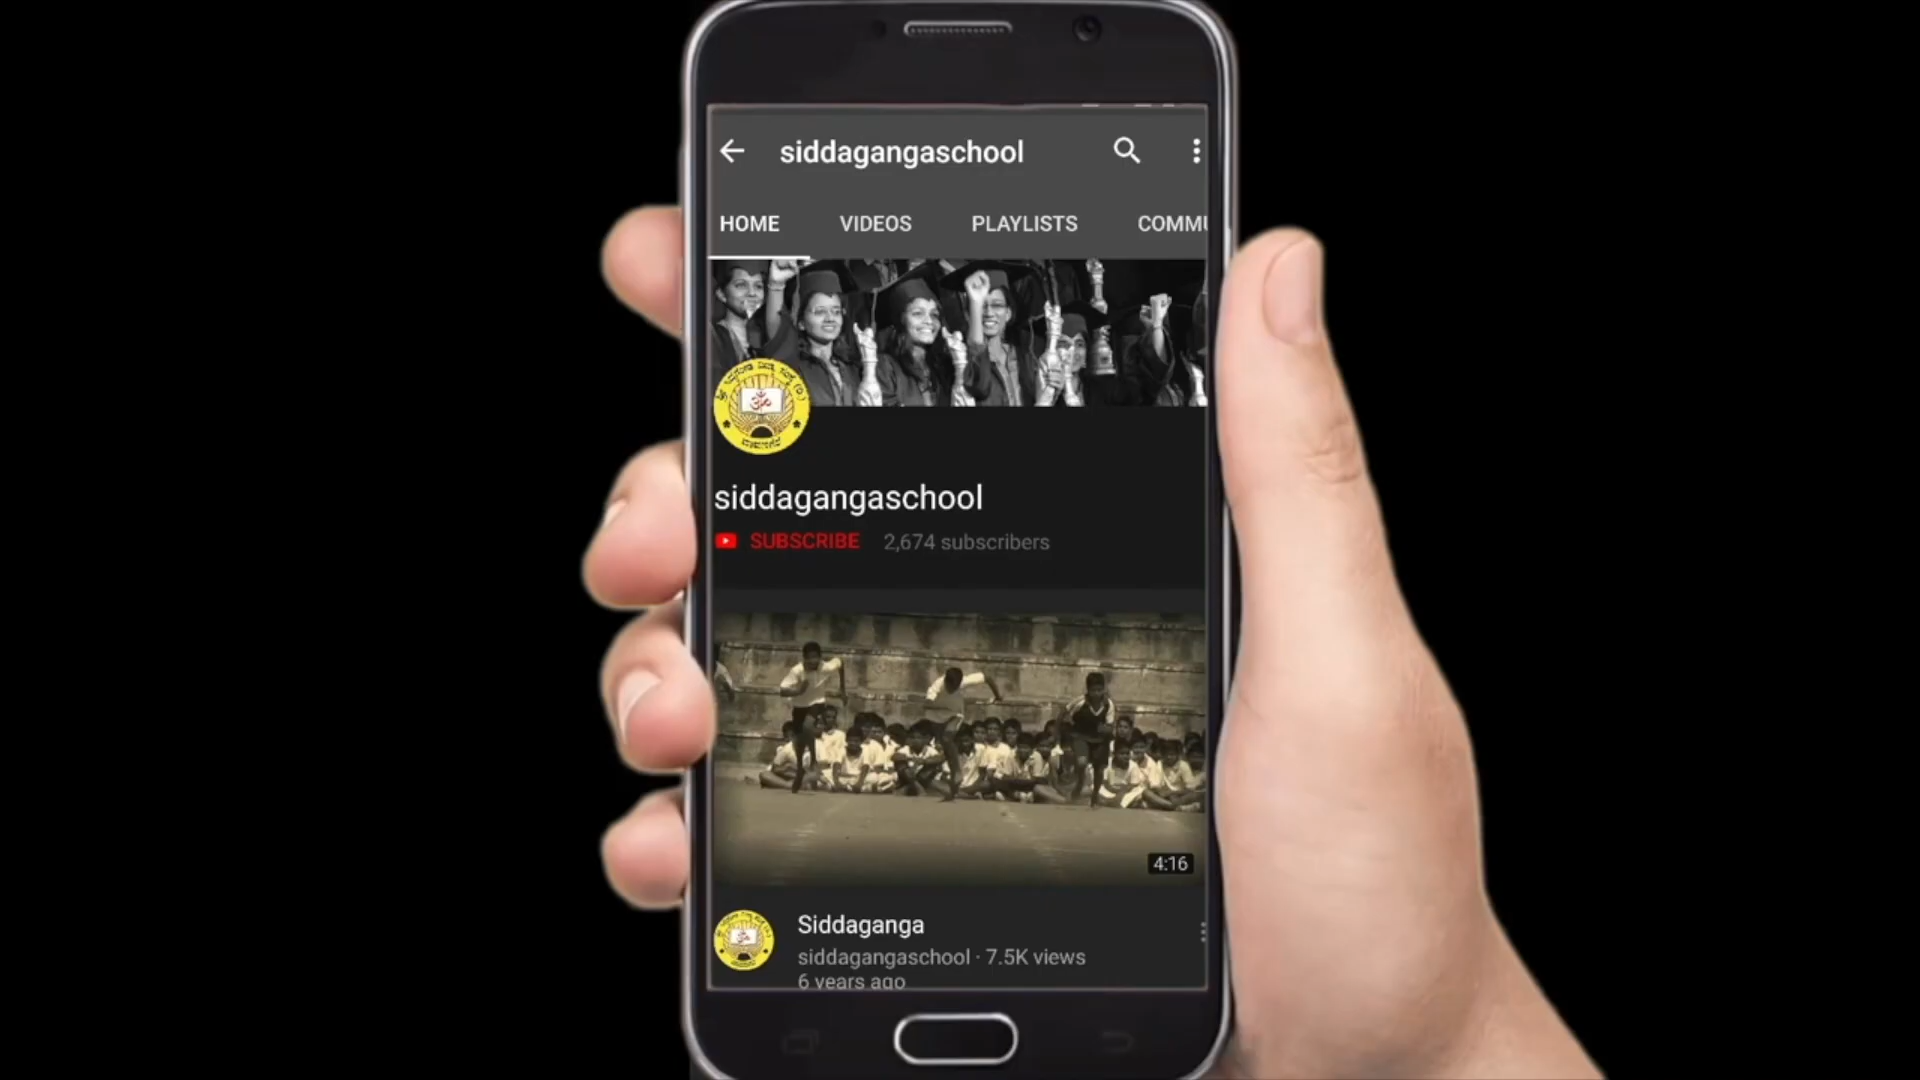 siddagangaschool
HOME VIDEOS PLAYLISTS COMMU
siddagangaschool
SUBSCRIBE 2,674 subscribers
4:16
Siddaganga
siddagangaschool · 7.5K views
6 years ago